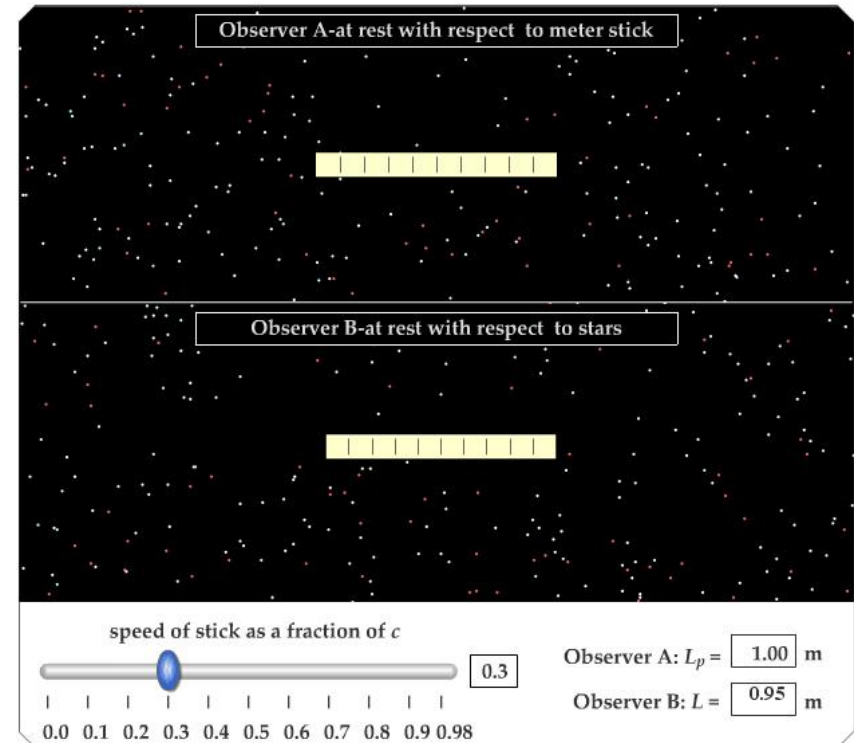 Observer A-at rest with respect to meter stick
Observer B-at rest with respect to stars
speed of stick as a fraction of c
0.3
0.0 0.1 0.2 0.3 0.4 0.5 0.6 0.7 0.8 0.9 0.98
Observer A: Lₚ = 1.00 m
Observer B: L = 0.95 m